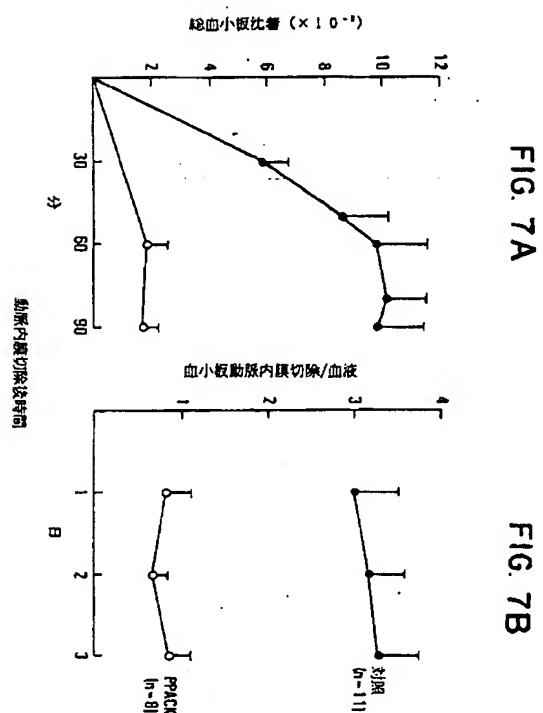 FIG. 7A
総血小板沈着 (×10⁻⁹)
12
10
8
6
4
2
30
60
90
分
動脈内膜切除後時間
FIG. 7B
血小板動脈内膜切除/血液
4
3
2
1
1
2
3
日
対照
(n=11)
PPACK
(n=8)